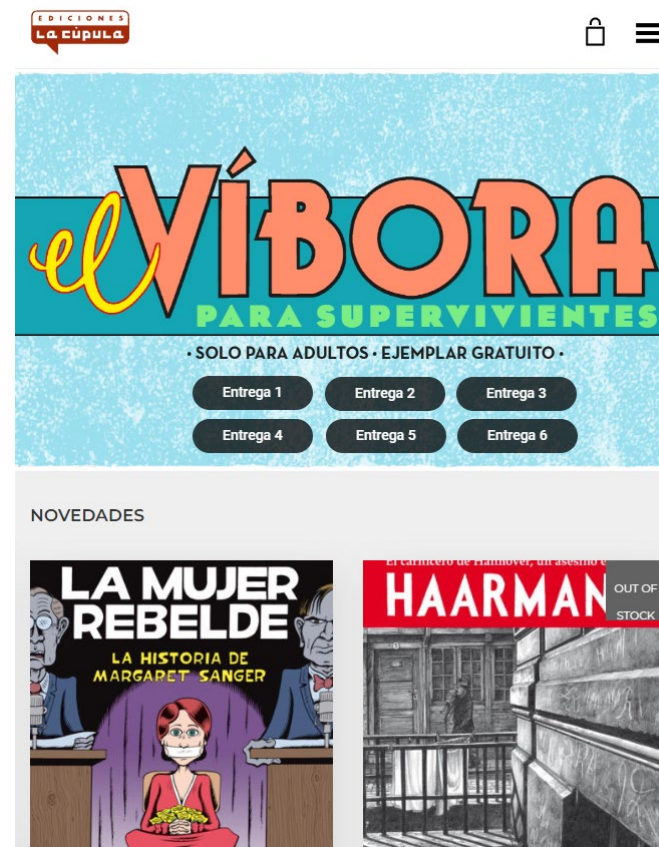 EDICIONES
La cúpula
el VÍBORA
PARA SUPERVIVIENTES
· SOLO PARA ADULTOS · EJEMPLAR GRATUITO ·
Entrega 1 Entrega 2 Entrega 3
Entrega 4 Entrega 5 Entrega 6
NOVEDADES
LA MUJER
REBELDE
LA HISTORIA DE
MARGARET SANGER
El carnicero de Hannover, un asesino
HAARMAN
OUT OF
STOCK